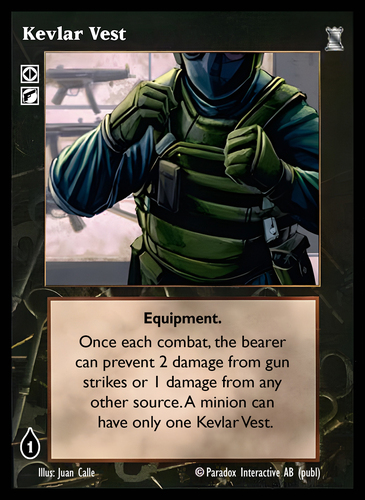 Kevlar Vest
Equipment.
Once each combat, the bearer
can prevent 2 damage from gun
strikes or 1 damage from any
other source. A minion can
have only one Kevlar Vest.
1
Illus: Juan Calle
© Paradox Interactive AB (publ)